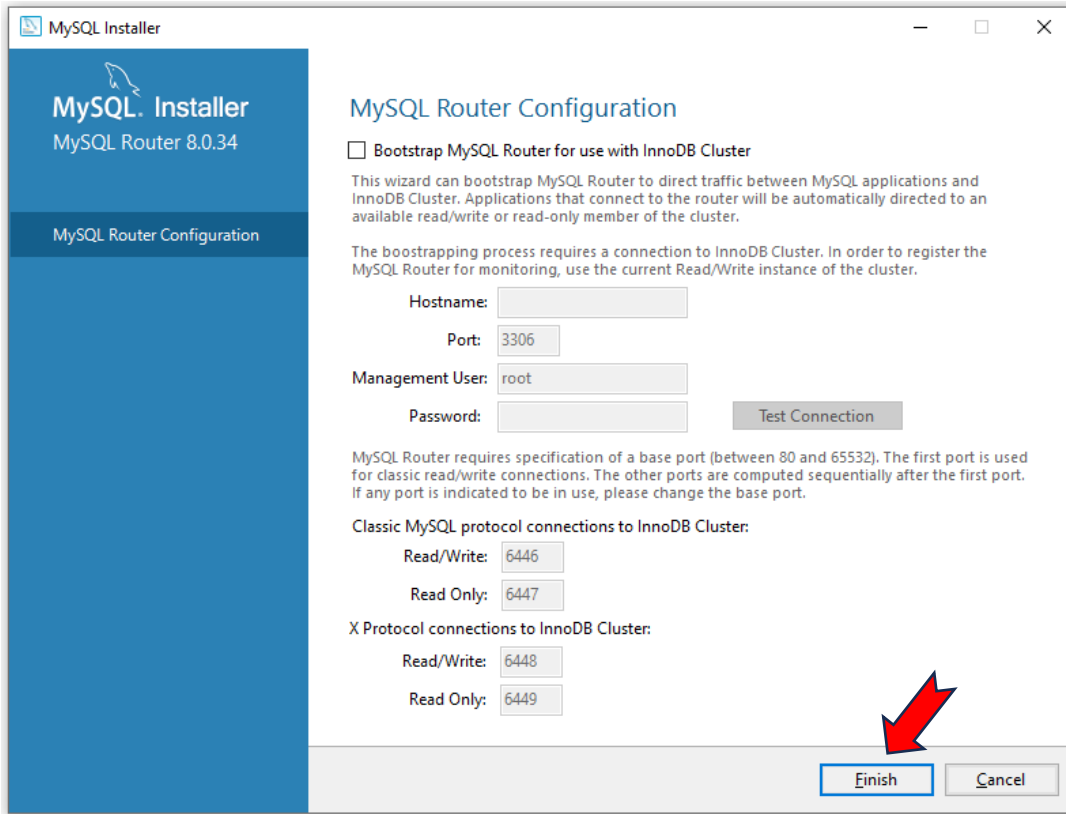 MySQL Installer
MySQL. Installer
MySQL Router 8.0.34
MySQL Router Configuration
MySQL Router Configuration
Bootstrap MySQL Router for use with InnoDB Cluster
This wizard can bootstrap MySQL Router to direct traffic between MySQL applications and
InnoDB Cluster. Applications that connect to the router will be automatically directed to an
available read/write or read-only member of the cluster.
The boostrapping process requires a connection to InnoDB Cluster. In order to register the
MySQL Router for monitoring, use the current Read/Write instance of the cluster.
Hostname:
Port: 3306
Management User: root
Password: Test Connection
MySQL Router requires specification of a base port (between 80 and 65532). The first port is used
for classic read/write connections. The other ports are computed sequentially after the first port.
If any port is indicated to be in use, please change the base port.
Classic MySQL protocol connections to InnoDB Cluster:
Read/Write: 6446
Read Only: 6447
X Protocol connections to InnoDB Cluster:
Read/Write: 6448
Read Only: 6449
Finish Cancel